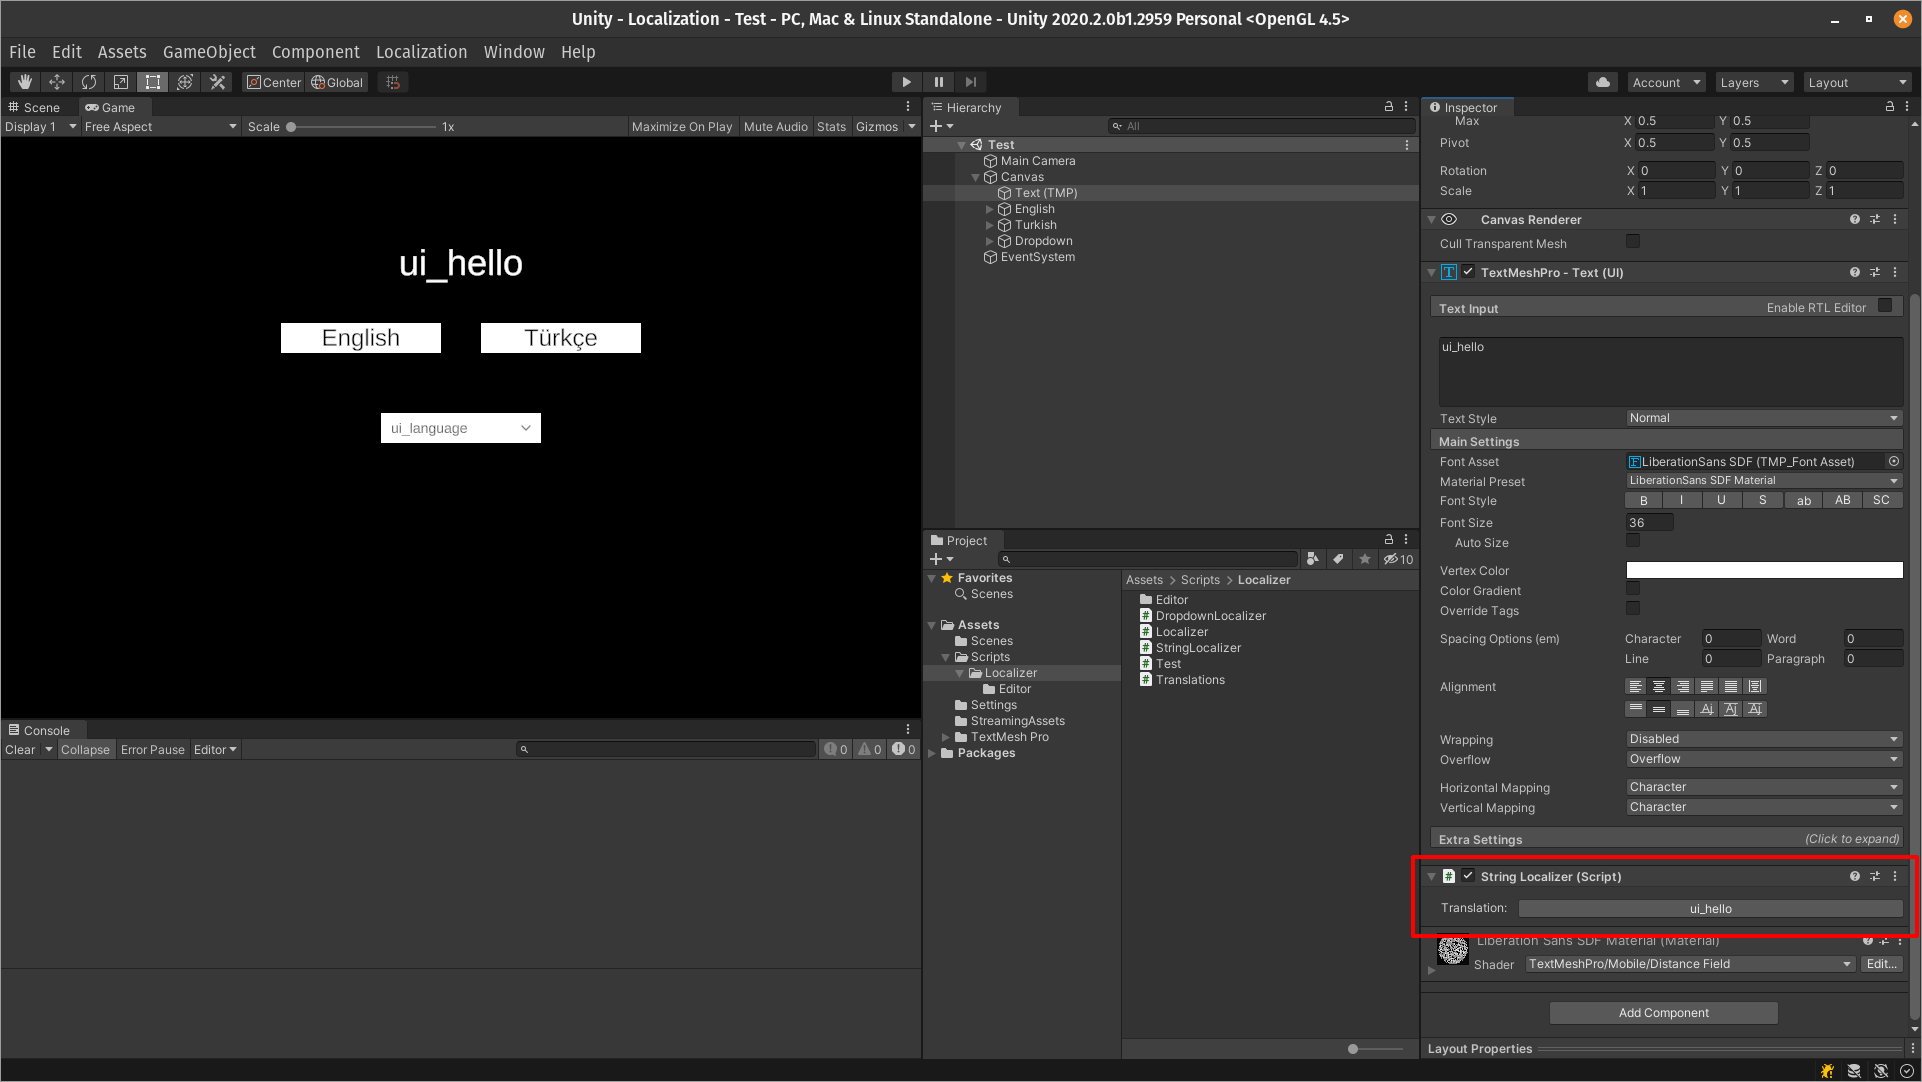 Unity - Localization - Test - PC, Mac & Linux Standalone - Unity 2020.2.0b1.2959 Personal <OpenGL 4.5>
File Edit Assets GameObject Component Localization Window Help
Center Global
Account Layers Layout
Scene Game
Display 1 Free Aspect Scale 1x Maximize On Play Mute Audio Stats Gizmos
ui_hello
English Türkçe
ui_language
Console
Clear Collapse Error Pause Editor 0 0 0
Hierarchy
All
Test
Main Camera
Canvas
Text (TMP)
English
Turkish
Dropdown
EventSystem
Project
10
Favorites
Scenes
Assets
Scenes
Scripts
Localizer
Editor
Settings
StreamingAssets
TextMesh Pro
Packages
Assets > Scripts > Localizer
Editor
DropdownLocalizer
Localizer
StringLocalizer
Test
Translations
Inspector
Max X 0.5 Y 0.5
Pivot X 0.5 Y 0.5
Rotation X 0 Y 0 Z 0
Scale X 1 Y 1 Z 1
Canvas Renderer
Cull Transparent Mesh
TextMeshPro - Text (UI)
Text Input Enable RTL Editor
ui_hello
Text Style Normal
Main Settings
Font Asset LiberationSans SDF (TMP_Font Asset)
Material Preset LiberationSans SDF Material
Font Style B I U S ab AB SC
Font Size 36
Auto Size
Vertex Color
Color Gradient
Override Tags
Spacing Options (em) Character 0 Word 0
Line 0 Paragraph 0
Alignment
Wrapping Disabled
Overflow Overflow
Horizontal Mapping Character
Vertical Mapping Character
Extra Settings (Click to expand)
String Localizer (Script)
Translation: ui_hello
Liberation Sans SDF Material (Material)
Shader TextMeshPro/Mobile/Distance Field Edit...
Add Component
Layout Properties